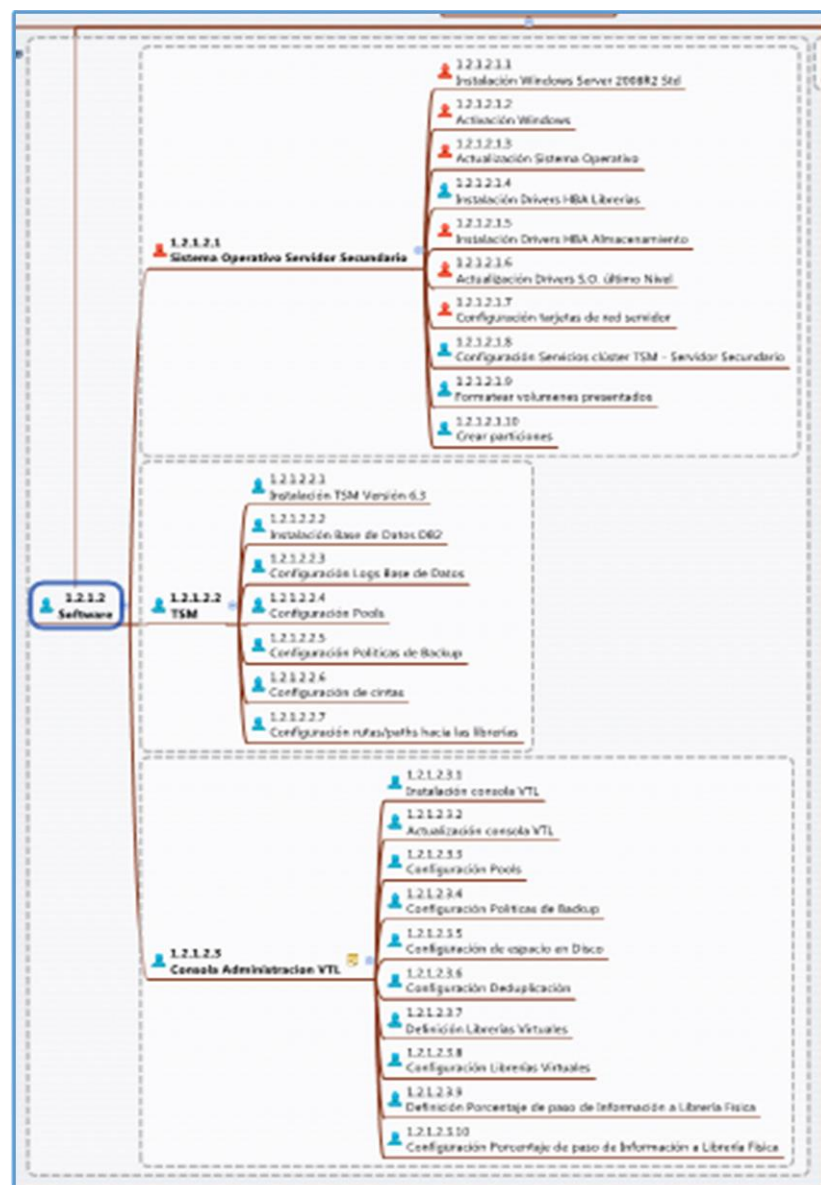 1.2.1.2
Software
1.2.1.2.1
Sistema Operativo Servidor Secundario
1.2.1.2.1.1
Instalación Windows Server 2008R2 Std
1.2.1.2.1.2
Activación Windows
1.2.1.2.1.3
Actualización Sistema Operativo
1.2.1.2.1.4
Instalación Drivers HBA Librerías
1.2.1.2.1.5
Instalación Drivers HBA Almacenamiento
1.2.1.2.1.6
Actualización Drivers S.O. último Nivel
1.2.1.2.1.7
Configuración tarjetas de red servidor
1.2.1.2.1.8
Configuración Servicios clúster TSM - Servidor Secundario
1.2.1.2.1.9
Formatear volumenes presentados
1.2.1.2.1.10
Crear particiones
1.2.1.2.2
TSM
1.2.1.2.2.1
Instalación TSM Versión 6.3
1.2.1.2.2.2
Instalación Base de Datos DB2
1.2.1.2.2.3
Configuración Logs Base de Datos
1.2.1.2.2.4
Configuración Pools
1.2.1.2.2.5
Configuración Políticas de Backup
1.2.1.2.2.6
Configuración de cintas
1.2.1.2.2.7
Configuración rutas/paths hacia las librerías
1.2.1.2.3
Consola Administracion VTL
1.2.1.2.3.1
Instalación consola VTL
1.2.1.2.3.2
Actualización consola VTL
1.2.1.2.3.3
Configuración Pools
1.2.1.2.3.4
Configuración Políticas de Backup
1.2.1.2.3.5
Configuración de espacio en Disco
1.2.1.2.3.6
Configuración Deduplicación
1.2.1.2.3.7
Definición Librerías Virtuales
1.2.1.2.3.8
Configuración Librerías Virtuales
1.2.1.2.3.9
Definición Porcentaje de paso de Información a Librería Física
1.2.1.2.3.10
Configuración Porcentaje de paso de Información a Librería Física